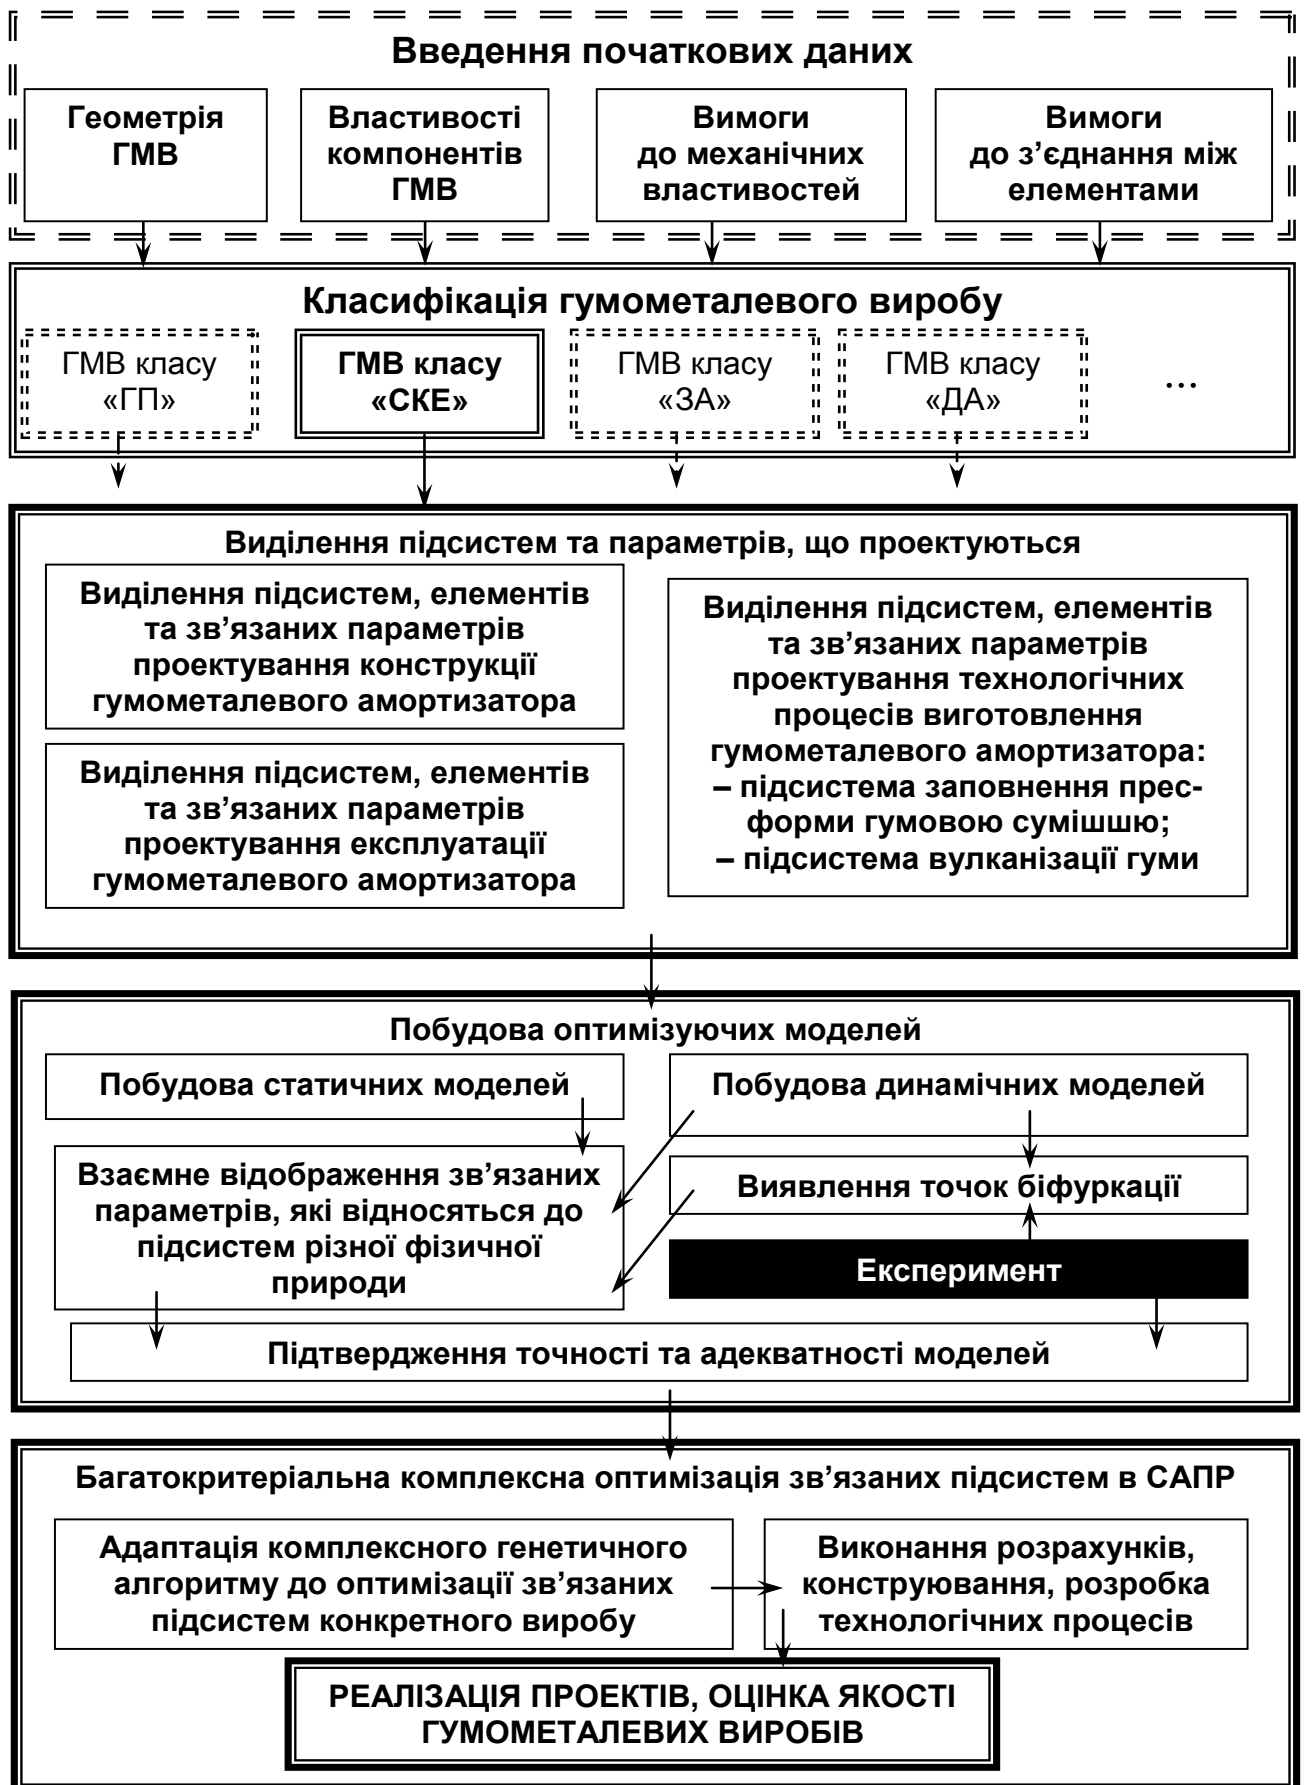 Введення початкових даних
Геометрія
ГМВ
Властивості
компонентів
ГМВ
Вимоги
до механічних
властивостей
Вимоги
до з’єднання між
елементами
Класифікація гумометалевого виробу
ГМВ класу
«ГП»
ГМВ класу
«СКЕ»
ГМВ класу
«ЗА»
ГМВ класу
«ДА»
...
Виділення підсистем та параметрів, що проектуються
Виділення підсистем, елементів
та зв’язаних параметрів
проектування конструкції
гумометалевого амортизатора
Виділення підсистем, елементів
та зв’язаних параметрів
проектування експлуатації
гумометалевого амортизатора
Виділення підсистем, елементів
та зв’язаних параметрів
проектування технологічних
процесів виготовлення
гумометалевого амортизатора:
– підсистема заповнення прес-
форми гумовою сумішшю;
– підсистема вулканізації гуми
Побудова оптимізуючих моделей
Побудова статичних моделей
Побудова динамічних моделей
Взаємне відображення зв’язаних
параметрів, які відносяться до
підсистем різної фізичної
природи
Виявлення точок біфуркації
Експеримент
Підтвердження точності та адекватності моделей
Багатокритеріальна комплексна оптимізація зв’язаних підсистем в САПР
Адаптація комплексного генетичного
алгоритму до оптимізації зв’язаних
підсистем конкретного виробу
Виконання розрахунків,
конструювання, розробка
технологічних процесів
РЕАЛІЗАЦІЯ ПРОЕКТІВ, ОЦІНКА ЯКОСТІ
ГУМОМЕТАЛЕВИХ ВИРОБІВ